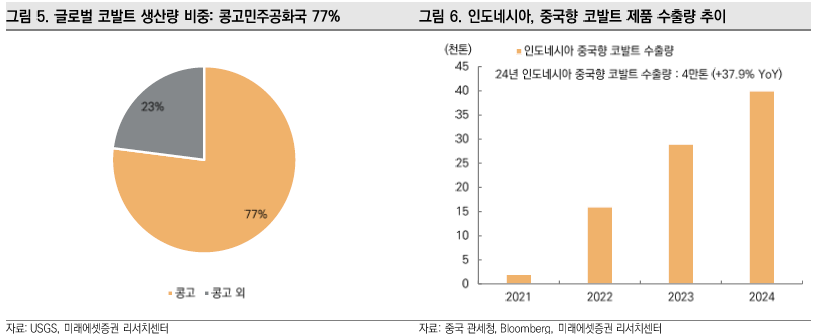 그림 5. 글로벌 코발트 생산량 비중: 콩고민주공화국 77%
23%
77%
콩고 콩고 외
자료: USGS, 미래에셋증권 리서치센터
그림 6. 인도네시아, 중국향 코발트 제품 수출량 추이
(천톤)
인도네시아 중국향 코발트 수출량
24년 인도네시아 중국향 코발트 수출량 : 4만톤 (+37.9% YoY)
45
40
35
30
25
20
15
10
5
0
2021 2022 2023 2024
자료: 중국 관세청, Bloomberg, 미래에셋증권 리서치센터